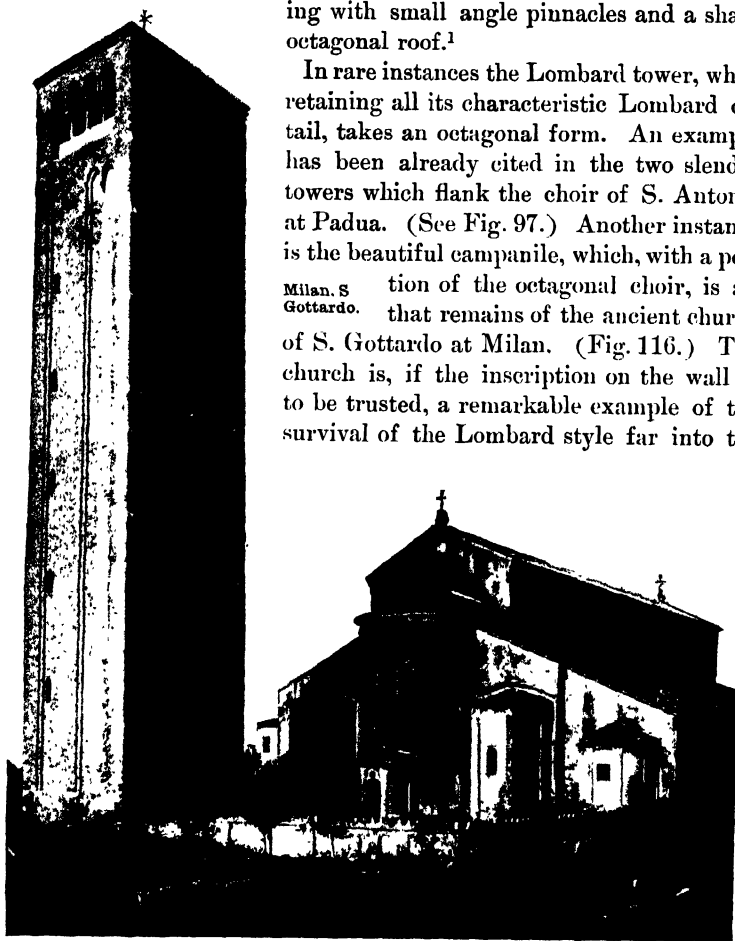 ing with small angle pinnacles and a sha
octagonal roof.¹
In rare instances the Lombard tower, wh
retaining all its characteristic Lombard
tail, takes an octagonal form. An examp
has been already cited in the two slend
towers which flank the choir of S. Anton
at Padua. (See Fig. 97.) Another instan
is the beautiful campanile, which, with a po
Milan. S
Gottardo.
tion of the octagonal choir, is a
that remains of the ancient chur
of S. Gottardo at Milan. (Fig. 116.) T
church is, if the inscription on the wall
to be trusted, a remarkable example of t
survival of the Lombard style far into t